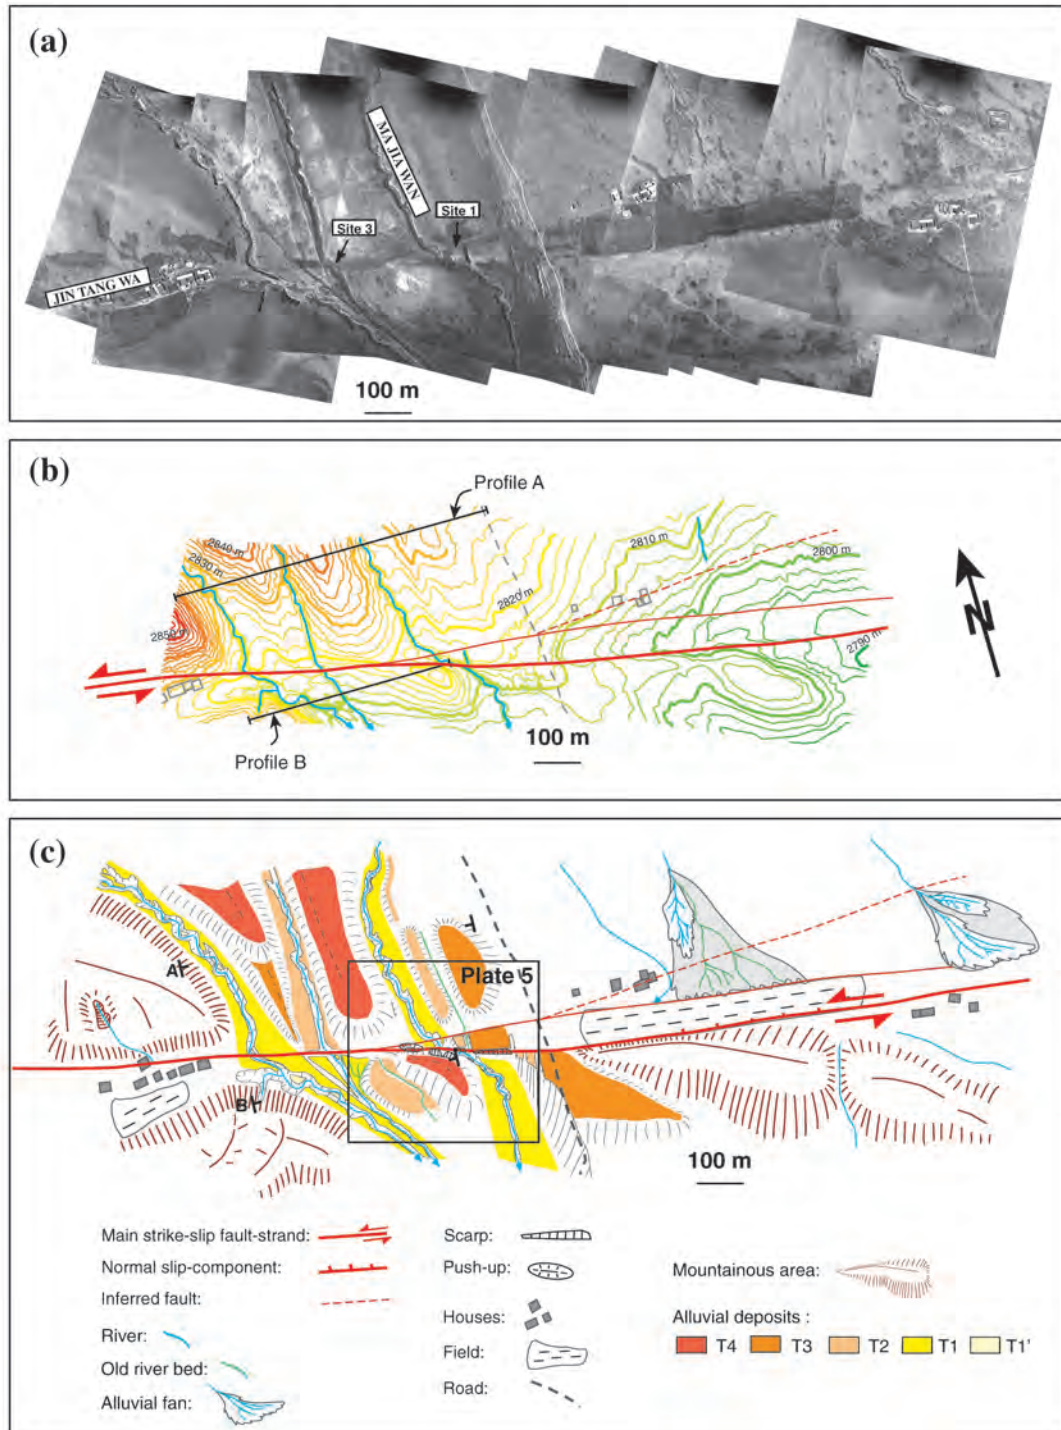 (a)
MA JIA WAN
Site 1
Site 3
JIN TANG WA
100 m
(b)
Profile A
2840 m
2830 m
2810 m
2800 m
2820 m
2850 m
2790 m
N
100 m
Profile B
(c)
Plate 5
A
B
100 m
Main strike-slip fault-strand:
Normal slip-component:
Inferred fault:
River:
Old river bed:
Alluvial fan:
Scarp:
Push-up:
Houses:
Field:
Road:
Mountainous area:
Alluvial deposits :
T4 T3 T2 T1 T1'